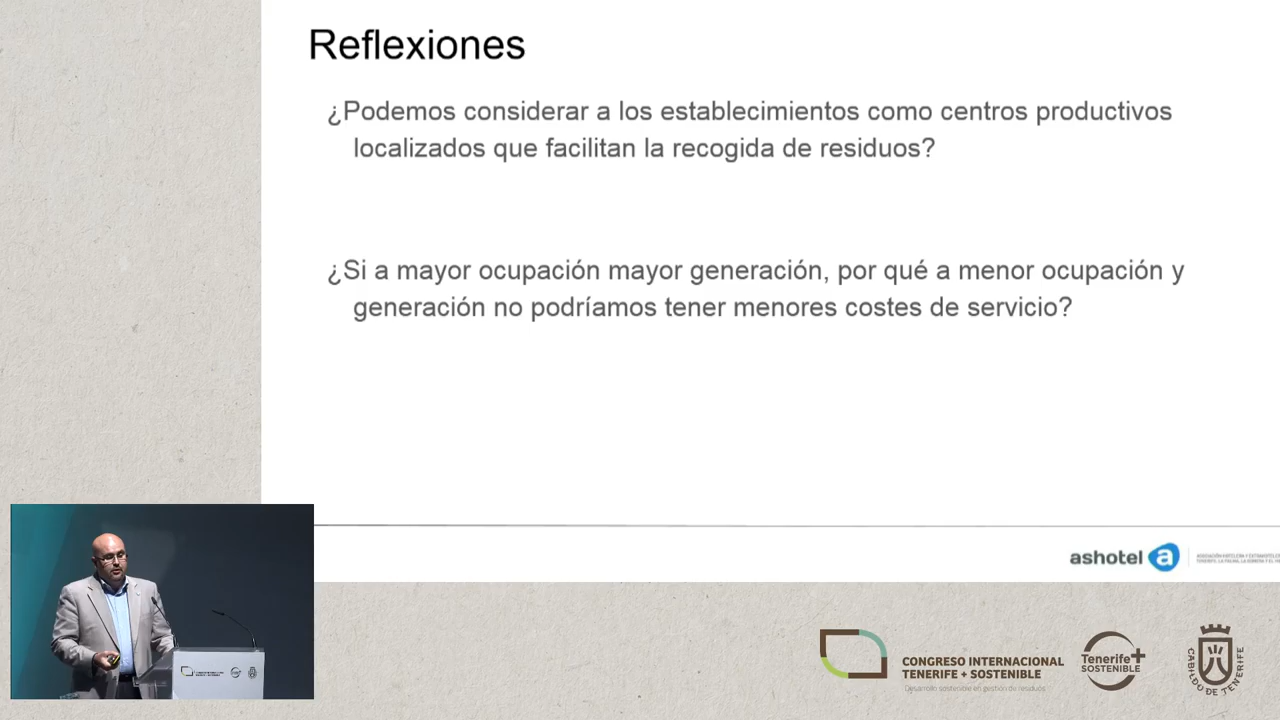 Reflexiones
¿Podemos considerar a los establecimientos como centros productivos
localizados que facilitan la recogida de residuos?
¿Si a mayor ocupación mayor generación, por qué a menor ocupación y
generación no podríamos tener menores costes de servicio?
ashotel a
CONGRESO INTERNACIONAL
TENERIFE + SOSTENIBLE
Desarrollo sostenible en gestión de residuos
Tenerife+
SOSTENIBLE
CABILDO DE TENERIFE